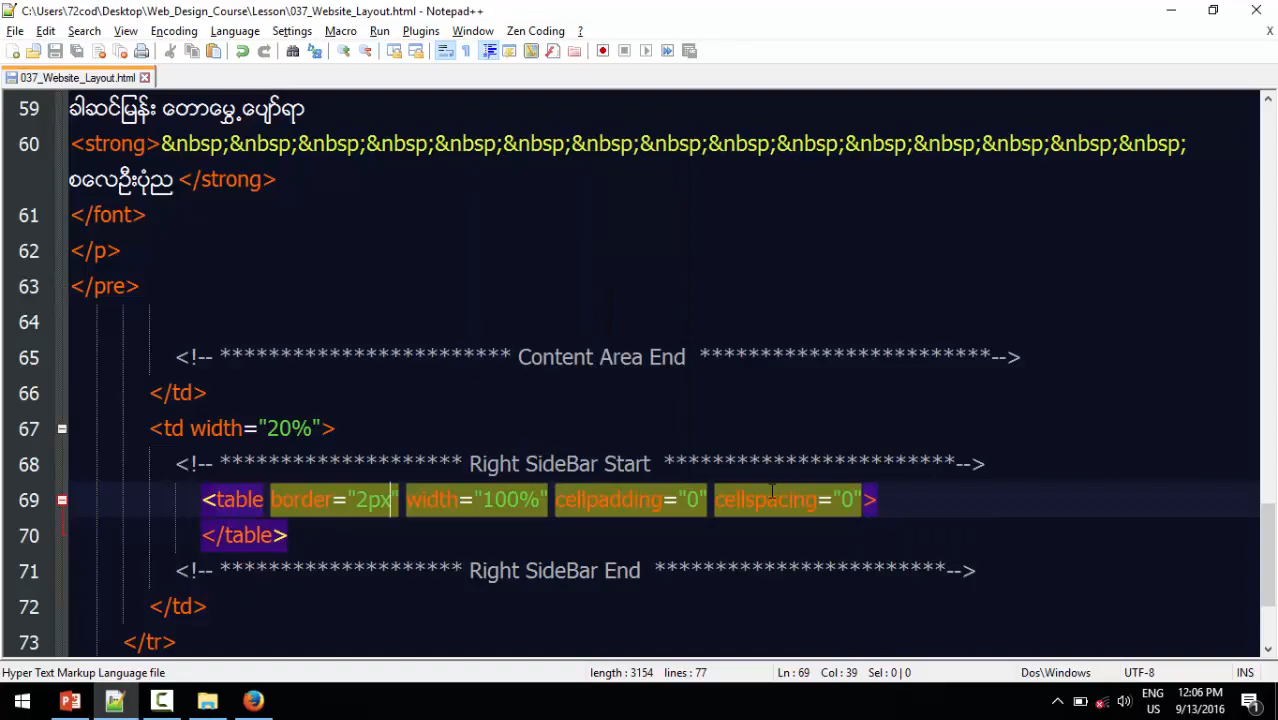 C:\Users\72cod\Desktop\Web_Design_Course\Lesson\037_Website_Layout.html - Notepad++
File Edit Search View Encoding Language Settings Macro Run Plugins Window Zen Coding ? X
037_Website_Layout.html
59 ခါဆင်မြန်း တောမွှေ့ပျော်ရာ
60 <strong>&nbsp;&nbsp;&nbsp;&nbsp;&nbsp;&nbsp;&nbsp;&nbsp;&nbsp;&nbsp;&nbsp;&nbsp;&nbsp;&nbsp;&nbsp;
စလေဦးပုံည </strong>
61 </font>
62 </p>
63 </pre>
64
65 <!-- ************************ Content Area End ************************-->
66 </td>
67 <td width="20%">
68 <!-- ******************** Right SideBar Start ************************-->
69 <table border="2px" width="100%" cellpadding="0" cellspacing="0">
70 </table>
71 <!-- ******************** Right SideBar End ************************-->
72 </td>
73 </tr>
Hyper Text Markup Language file length : 3154 lines : 77 Ln : 69 Col : 39 Sel : 0 | 0 Dos\Windows UTF-8 INS
ENG 12:06 PM
US 9/13/2016